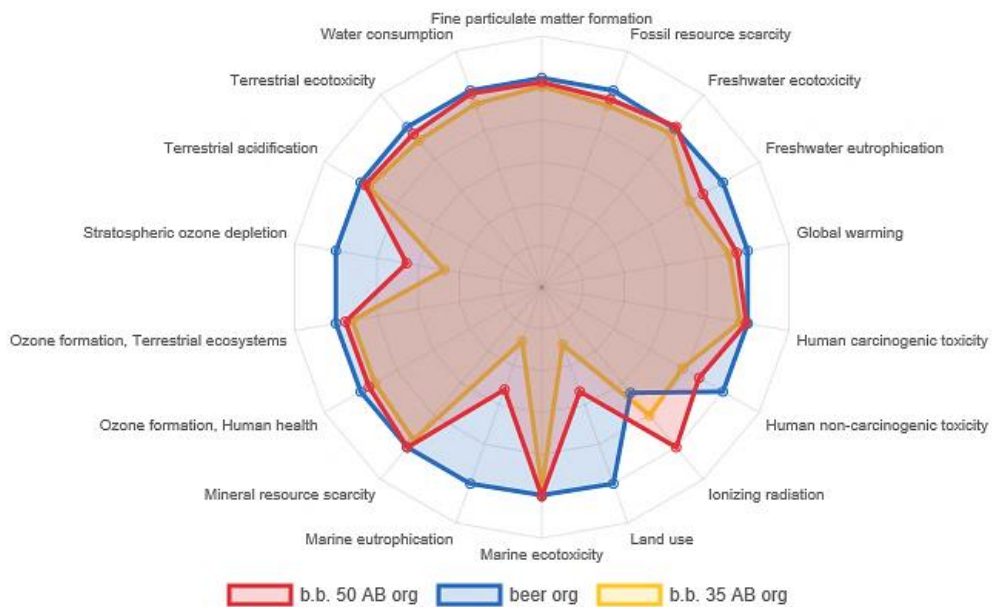 Fine particulate matter formation
Water consumption
Fossil resource scarcity
Terrestrial ecotoxicity
Freshwater ecotoxicity
Terrestrial acidification
Freshwater eutrophication
Stratospheric ozone depletion
Global warming
Ozone formation, Terrestrial ecosystems
Human carcinogenic toxicity
Ozone formation, Human health
Human non-carcinogenic toxicity
Mineral resource scarcity
Ionizing radiation
Marine eutrophication
Land use
Marine ecotoxicity
b.b. 50 AB org
beer org
b.b. 35 AB org